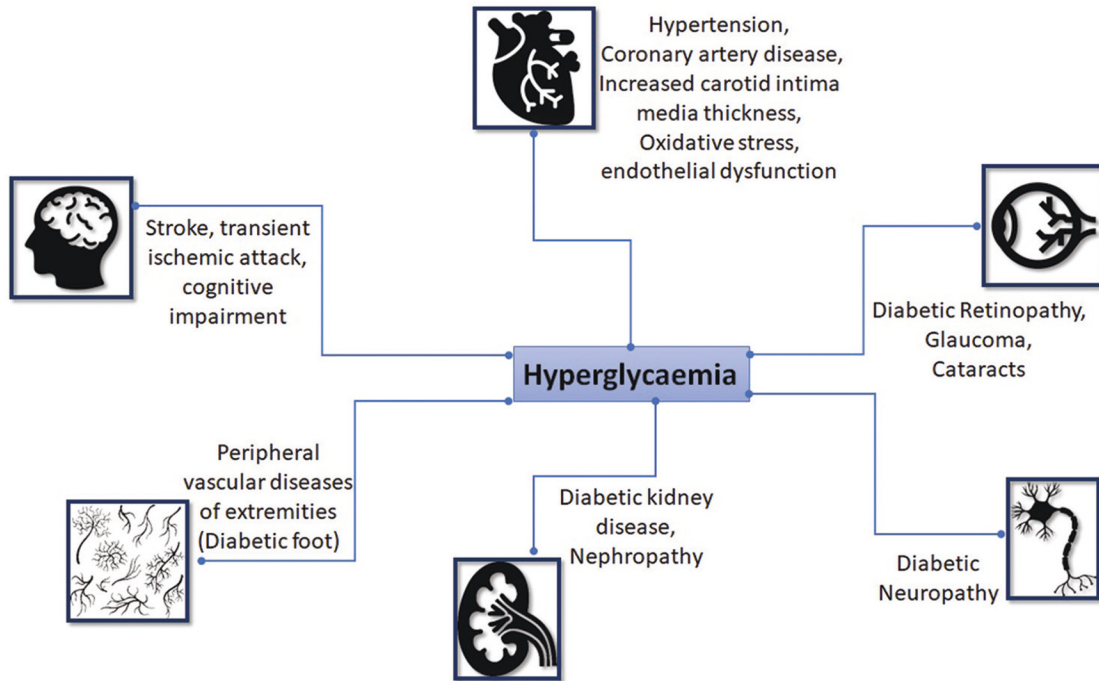 Hypertension,
Coronary artery disease,
Increased carotid intima
media thickness,
Oxidative stress,
endothelial dysfunction
Stroke, transient
ischemic attack,
cognitive
impairment
Diabetic Retinopathy,
Glaucoma,
Cataracts
Hyperglycaemia
Peripheral
vascular diseases
of extremities
(Diabetic foot)
Diabetic kidney
disease,
Nephropathy
Diabetic
Neuropathy